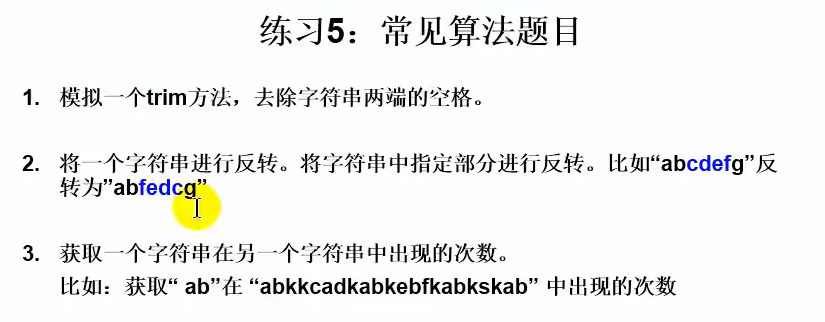 练习5：常见算法题目
1. 模拟一个trim方法，去除字符串两端的空格。
2. 将一个字符串进行反转。将字符串中指定部分进行反转。比如“abcdefg”反
转为”abfedcg”
3. 获取一个字符串在另一个字符串中出现的次数。
比如：获取“ ab”在 “abkkcadkabkebfkabkskab” 中出现的次数